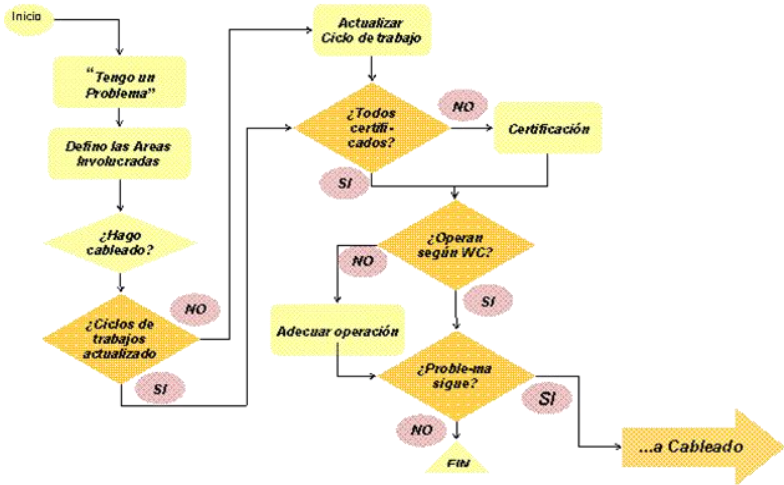 Inicio
"Tengo un
Problema"
Defino las Areas
Involucradas
¿Hago
cableado?
¿Ciclos de
trabajos
actualizado
NO
SI
Actualizar
Ciclo de trabajo
¿Todos
certifi-
cados?
NO
Certificación
SI
¿Operan
según WC?
NO
SI
Adecuar operación
¿Proble-ma
sigue?
SI
NO
FIN
...a Cableado